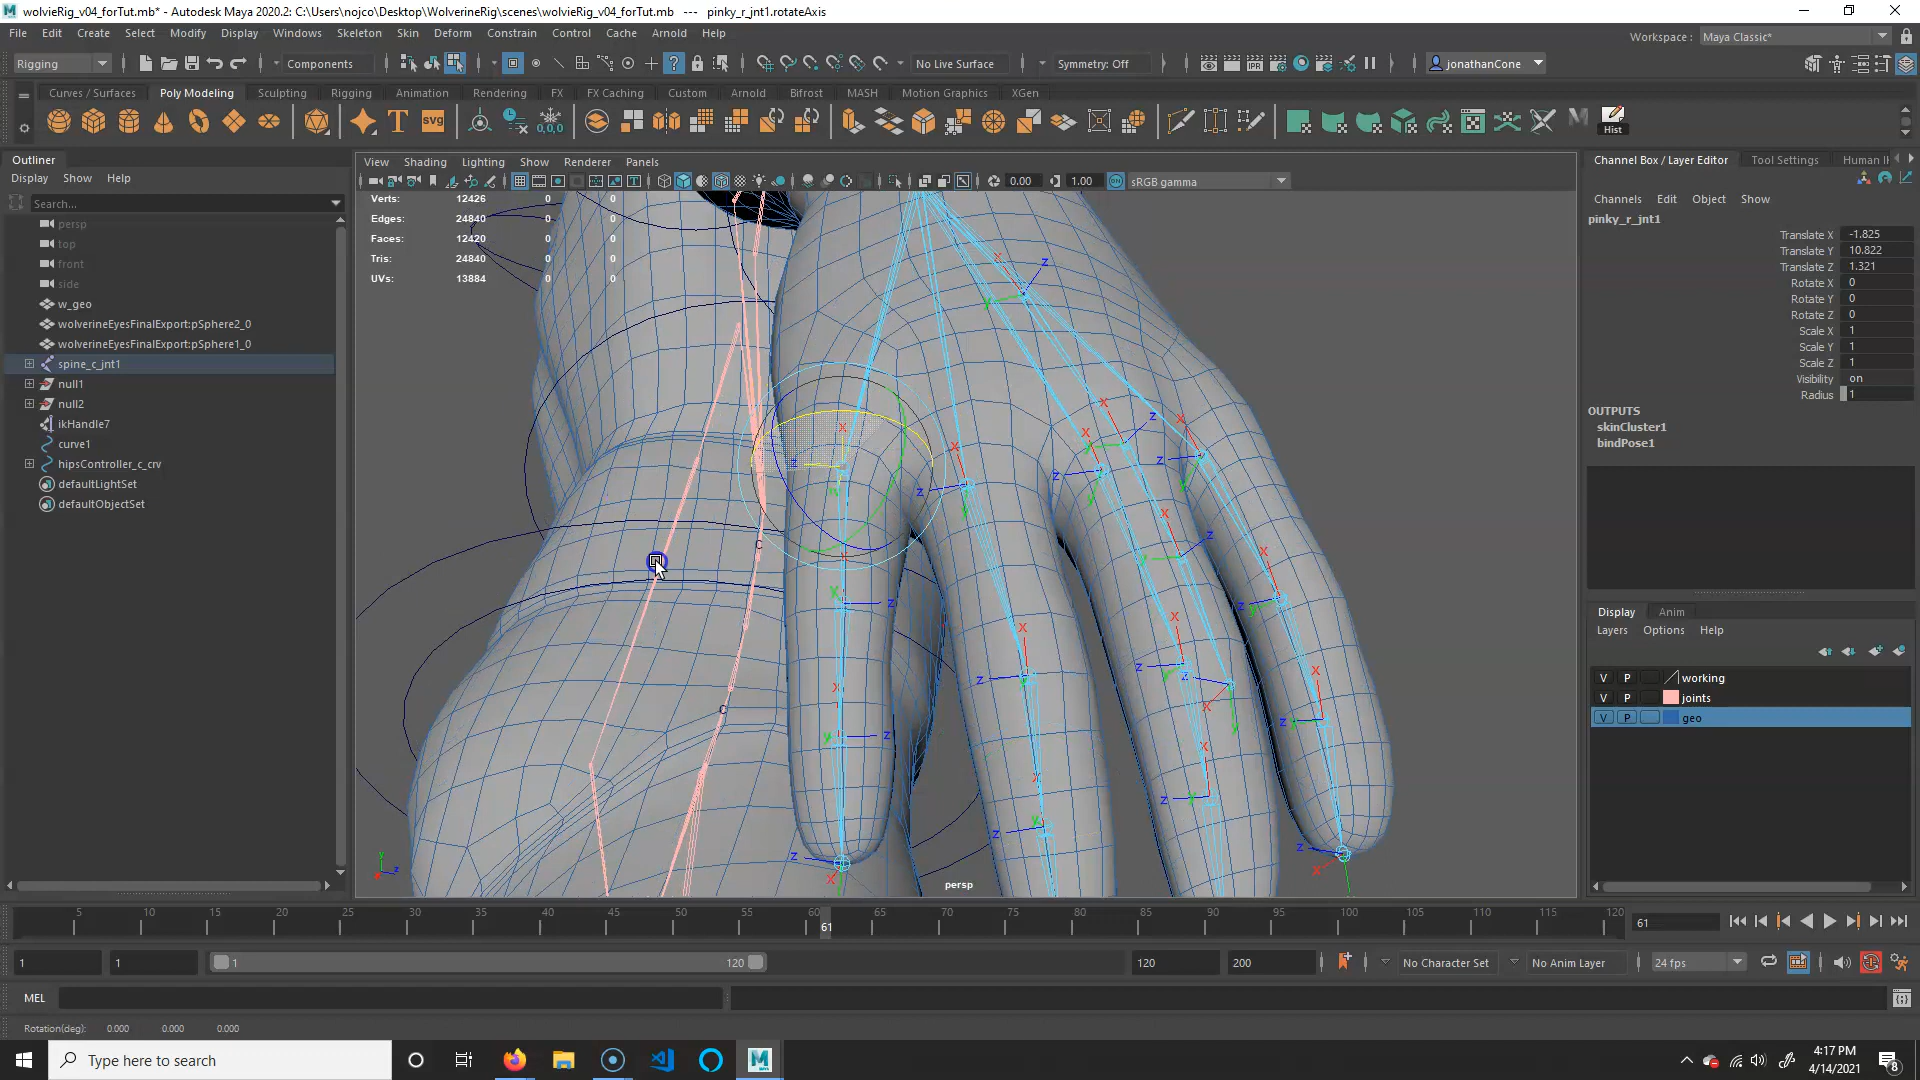 wolvieRig_v04_forTut.mb* - Autodesk Maya 2020.2: C:\Users\nojco\Desktop\WolverineRig\scenes\wolvieRig_v04_forTut.mb --- pinky_r_jnt1.rotateAxis
File Edit Create Select Modify Display Windows Skeleton Skin Deform Constrain Control Cache Arnold Help
Workspace : Maya Classic*
Rigging Components No Live Surface Symmetry: Off jonathanCone
Curves / Surfaces Poly Modeling Sculpting Rigging Animation Rendering FX FX Caching Custom Arnold Bifrost MASH Motion Graphics XGen
T svg 0,0,0 M Hist
Outliner
Display Show Help
Search...
persp
top
front
side
w_geo
wolverineEyesFinalExport:pSphere2_0
wolverineEyesFinalExport:pSphere1_0
spine_c_jnt1
null1
null2
ikHandle7
curve1
hipsController_c_crv
defaultLightSet
defaultObjectSet
View Shading Lighting Show Renderer Panels
0.00 1.00 sRGB gamma
Verts: 12426 0 0
Edges: 24840 0 0
Faces: 12420 0 0
Tris: 24840 0 0
UVs: 13884 0 0
persp
Channel Box / Layer Editor Tool Settings
Channels Edit Object Show
pinky_r_jnt1
Translate X -1.825
Translate Y 10.822
Translate Z 1.321
Rotate X 0
Rotate Y 0
Rotate Z 0
Scale X 1
Scale Y 1
Scale Z 1
Visibility on
Radius 1
OUTPUTS
skinCluster1
bindPose1
Display Anim
Layers Options Help
V P working
V P joints
V P geo
5 10 15 20 25 30 35 40 45 50 55 60 65 70 75 80 85 90 95 100 105 110 115 120
61 61
1 1 1 120 120 200 No Character Set No Anim Layer 24 fps
MEL
Rotation(deg): 0.000 0.000 0.000
Type here to search
4:17 PM
4/14/2021
8